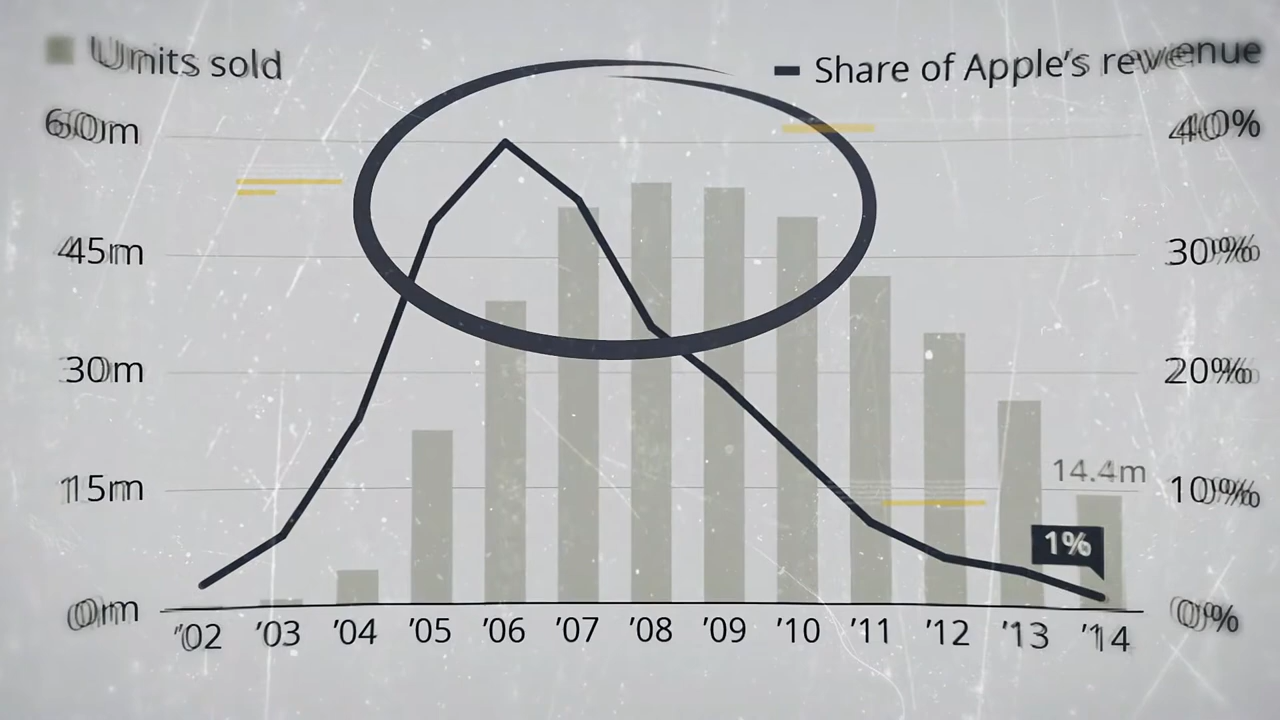 Units sold
Share of Apple's revenue
60m
40%
45m
30%
30m
20%
15m
14.4m
10%
1%
0m
0%
'02 '03 '04 '05 '06 '07 '08 '09 '10 '11 '12 '13 '14